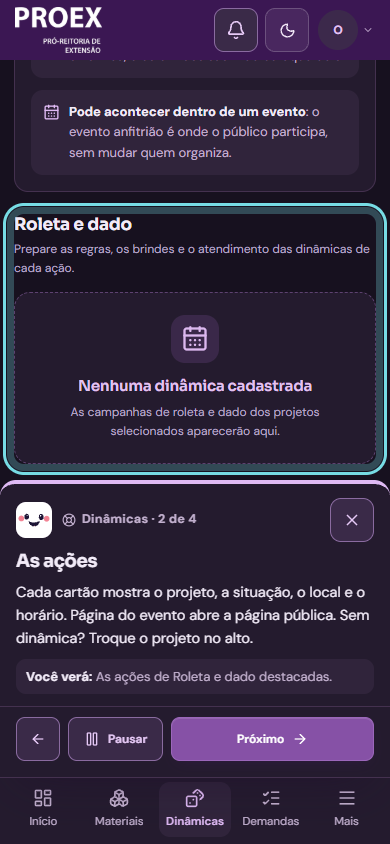 PROEX
PRÓ-REITORIA DE
EXTENSÃO
O
Pode acontecer dentro de um evento: o
evento anfitrião é onde o público participa,
sem mudar quem organiza.
Roleta e dado
Prepare as regras, os brindes e o atendimento das dinâmicas de
cada ação.
Nenhuma dinâmica cadastrada
As campanhas de roleta e dado dos projetos
selecionados aparecerão aqui.
Dinâmicas · 2 de 4
As ações
Cada cartão mostra o projeto, a situação, o local e o
horário. Página do evento abre a página pública. Sem
dinâmica? Troque o projeto no alto.
Você verá: As ações de Roleta e dado destacadas.
Pausar
Próximo
Início
Materiais
Dinâmicas
Demandas
Mais